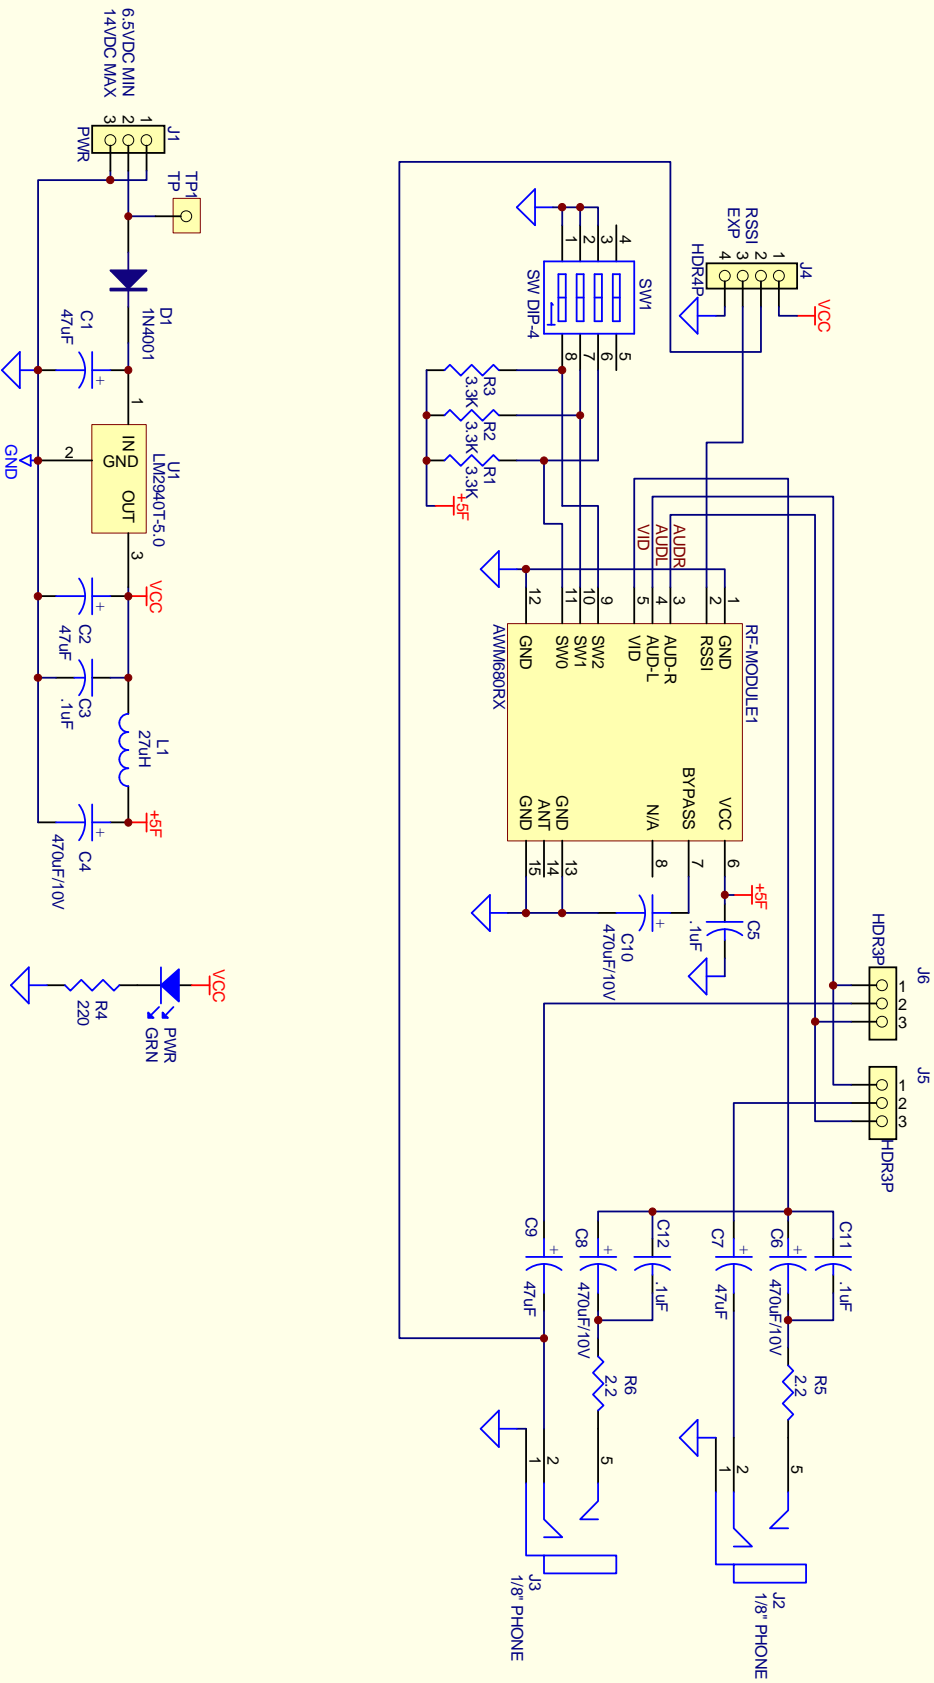 6.5VDC MIN
14VDC MAX
J1
1
2
3
PWR
TP1
TP
D1
1N4001
C1
47uF
1
2
3
IN
GND
OUT
U1
LM2940T-5.0
GND
VCC
C2
47uF
C3
.1uF
L1
27uH
+5F
C4
470uF/10V
VCC
PWR
GRN
R4
220
RSSI
EXP
J4
1
2
3
4
HDR4P
VCC
SW1
SW DIP-4
1
2
3
4
5
6
7
8
R3
3.3K
R2
3.3K
R1
3.3K
+5F
AUDR
AUDL
VID
RF-MODULE1
AWM680RX
1
2
3
4
5
9
10
11
12
GND
RSSI
AUD-R
AUD-L
VID
SW2
SW1
SW0
GND
VCC
BYPASS
N/A
GND
ANT
GND
6
7
8
13
14
15
+5F
C5
.1uF
C10
470uF/10V
J6
HDR3P
1
2
3
J5
HDR3P
1
2
3
C11
.1uF
C6
470uF/10V
C7
47uF
C12
.1uF
C8
470uF/10V
C9
47uF
R5
2.2
R6
2.2
5
2
1
J2
1/8" PHONE
5
2
1
J3
1/8" PHONE